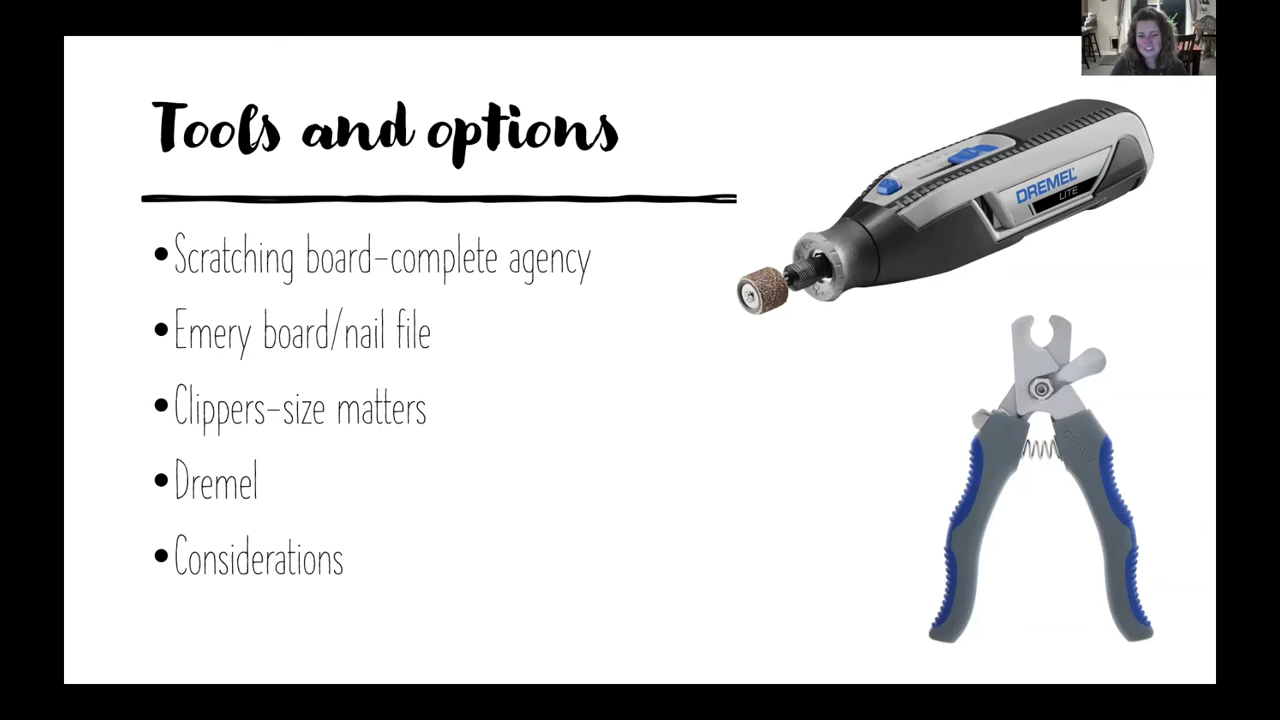 Tools and options
•Scratching board-complete agency
•Emery board/nail file
•Clippers-size matters
•Dremel
•Considerations
DREMEL
LITE